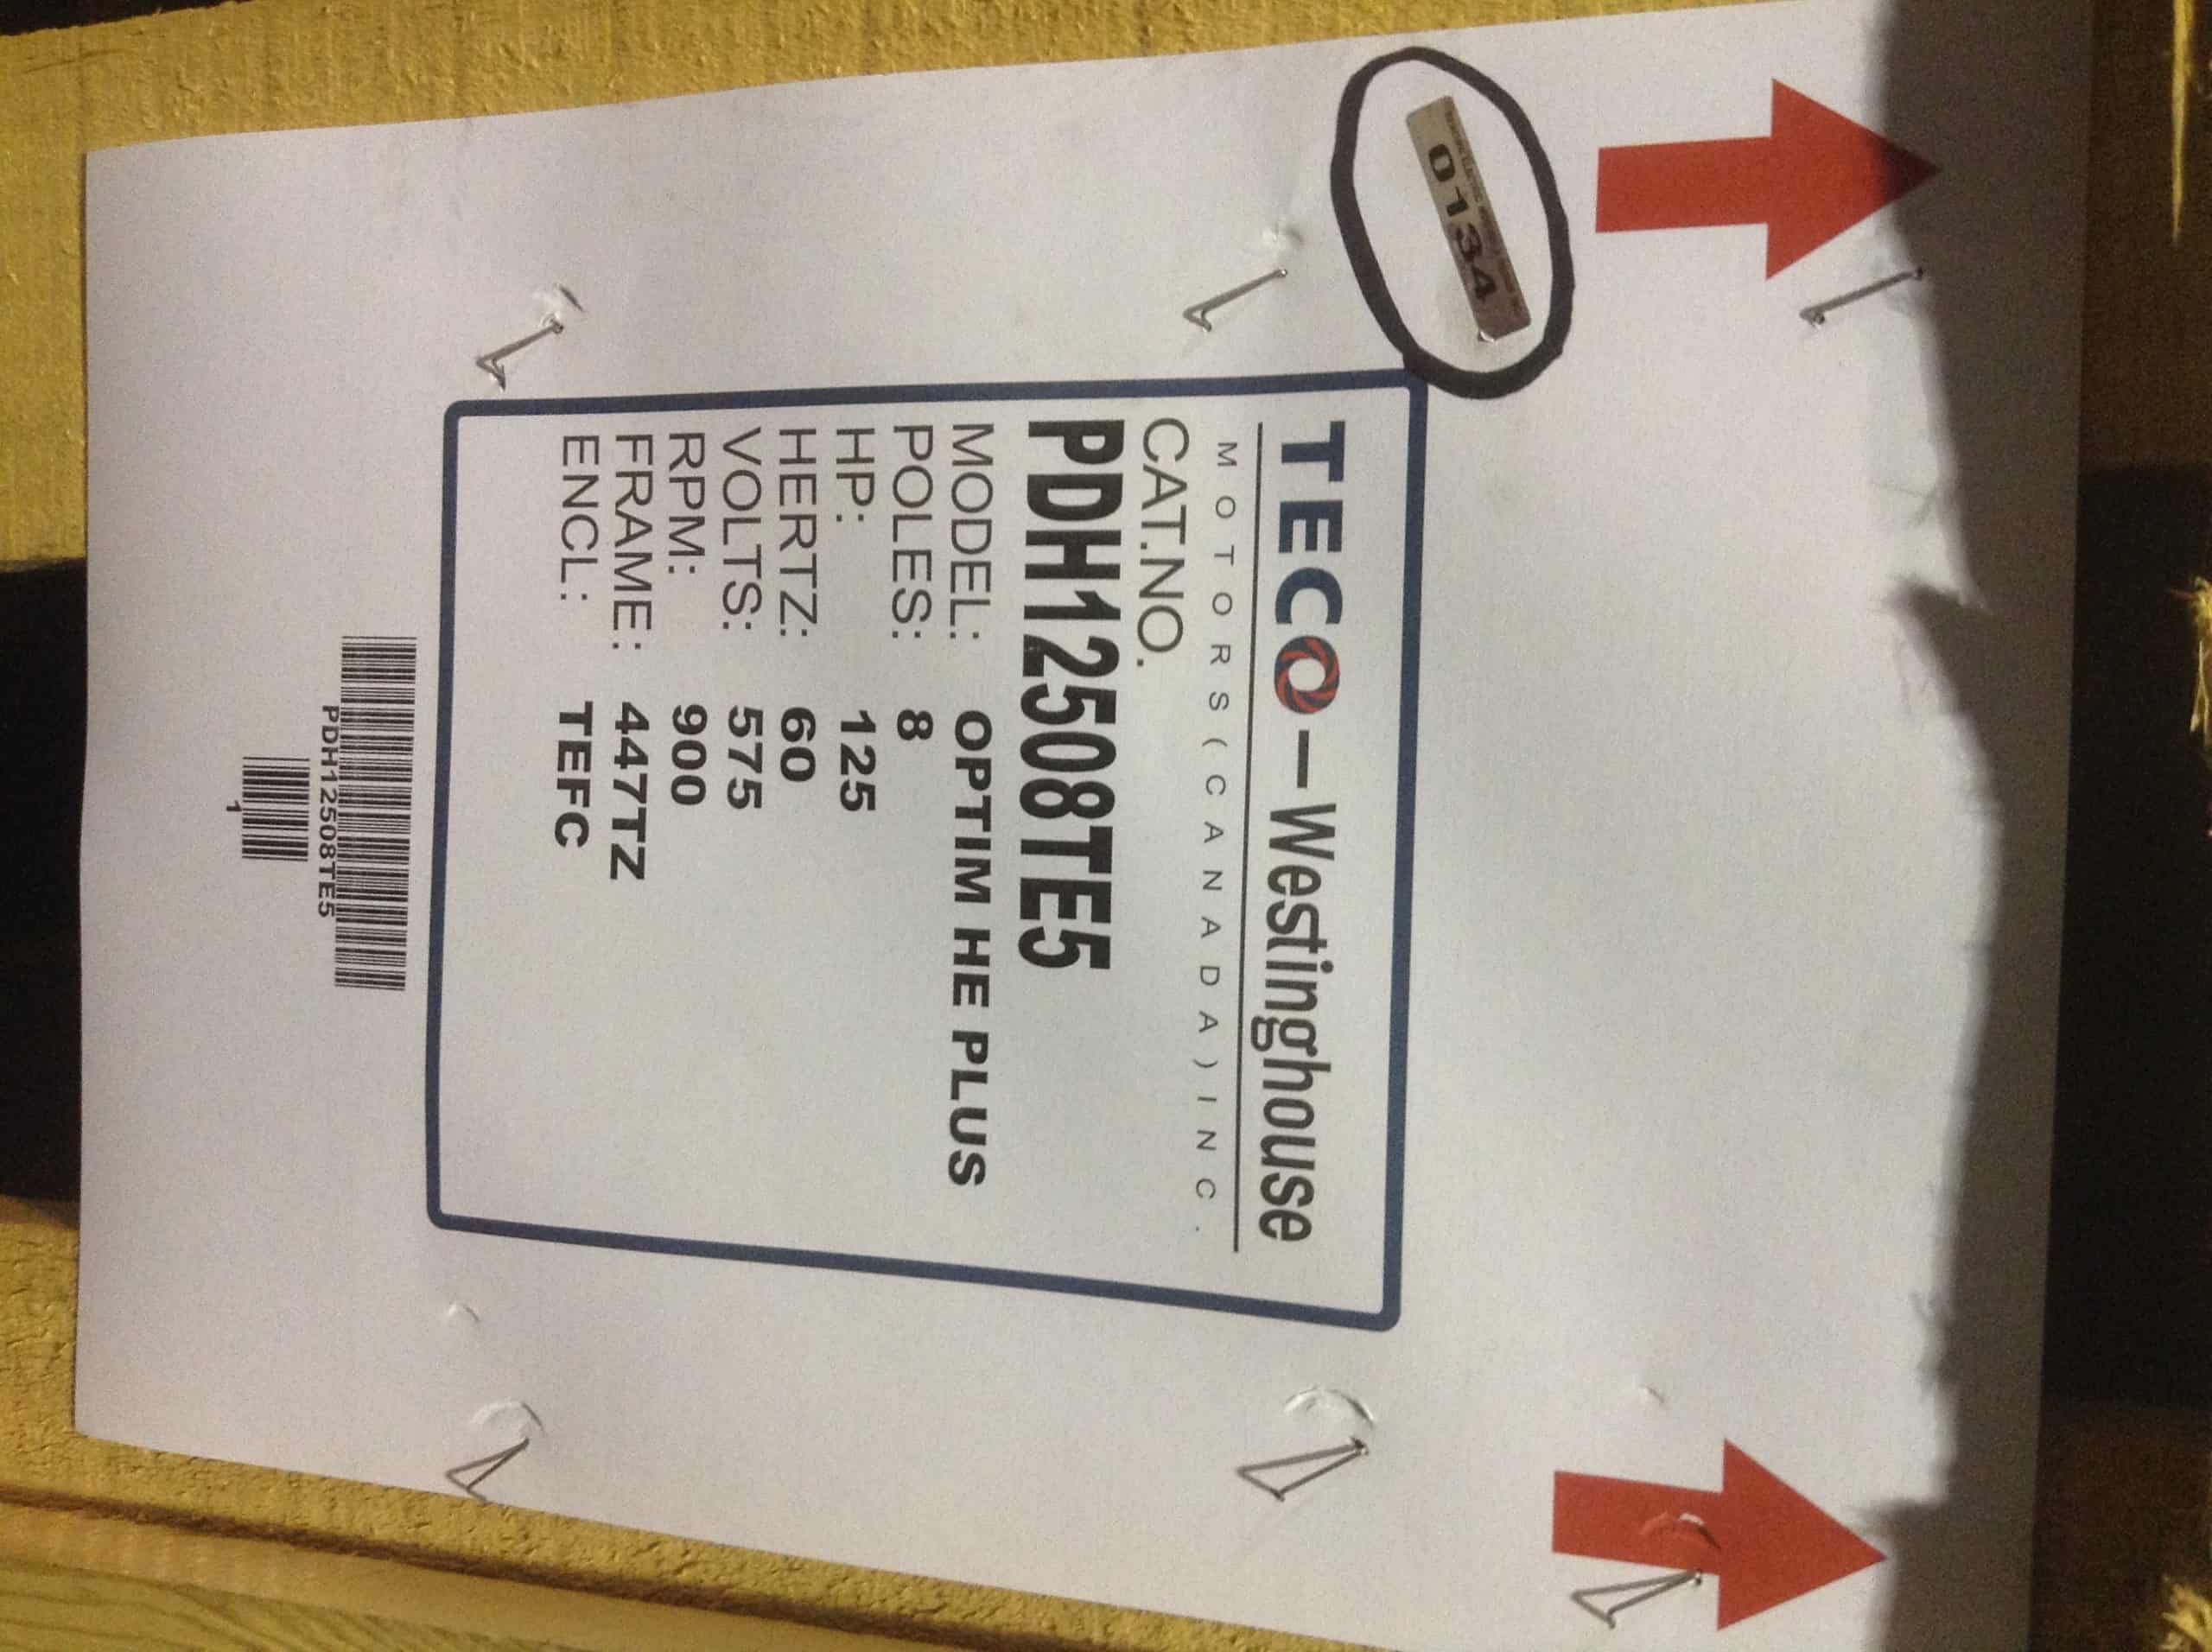 0134
TECO-Westinghouse
MOTORS(CANADA)INC.
CAT.NO.
PDH12508TE5
MODEL: OPTIM HE PLUS
POLES: 8
HP: 125
HERTZ: 60
VOLTS: 575
RPM: 900
FRAME: 447TZ
ENCL: TEFC
PDH12508TE5
1